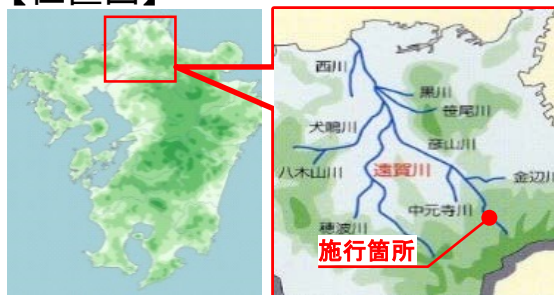 【位置図】
西川
黒川
笹尾川
犬鳴川
彦山川
八木山川
遠賀川
金辺川
中元寺川
穂波川
施行箇所